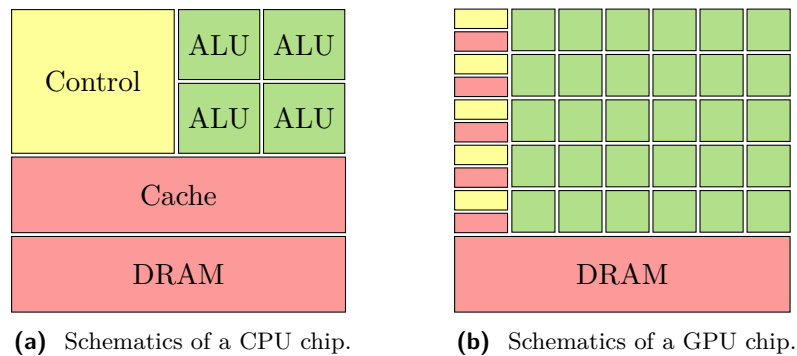 Control
ALU ALU
ALU ALU
Cache
DRAM
(a) Schematics of a CPU chip.
DRAM
(b) Schematics of a GPU chip.